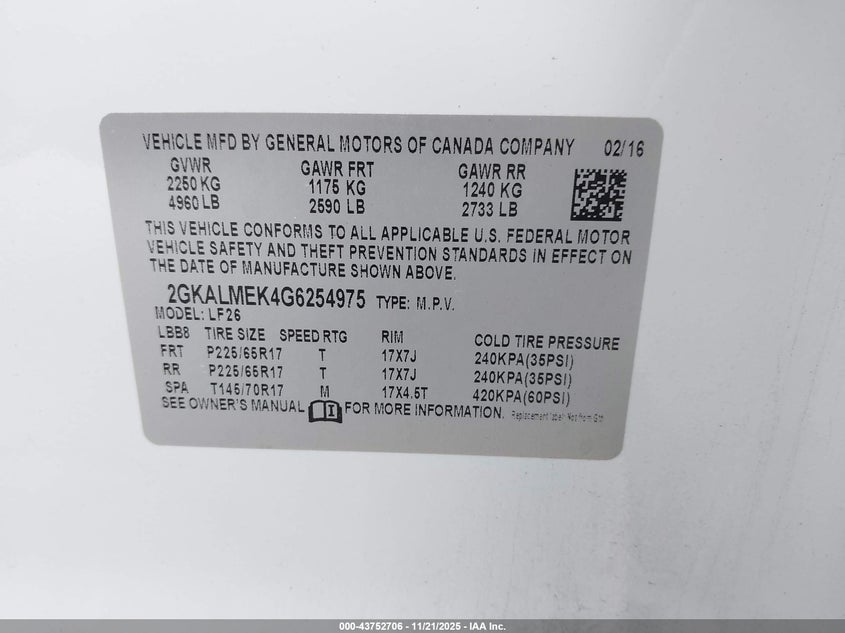 VEHICLE MFD BY GENERAL MOTORS OF CANADA COMPANY 02/16
GVWR GAWR FRT GAWR RR
2250 KG 1175 KG 1240 KG
4960 LB 2590 LB 2733 LB
THIS VEHICLE CONFORMS TO ALL APPLICABLE U.S. FEDERAL MOTOR
VEHICLE SAFETY AND THEFT PREVENTION STANDARDS IN EFFECT ON
THE DATE OF MANUFACTURE SHOWN ABOVE.
2GKALMEK4G6254975 TYPE: M.P.V.
MODEL: LF26
LBB8 TIRE SIZE SPEED RTG RIM COLD TIRE PRESSURE
FRT P225/65R17 T 17X7J 240KPA(35PSI)
RR P225/65R17 T 17X7J 240KPA(35PSI)
SPA T145/70R17 M 17X4.5T 420KPA(60PSI)
SEE OWNER'S MANUAL FOR MORE INFORMATION. Replacement label- Not from Gth
000-43752706 - 11/21/2025 - IAA Inc.